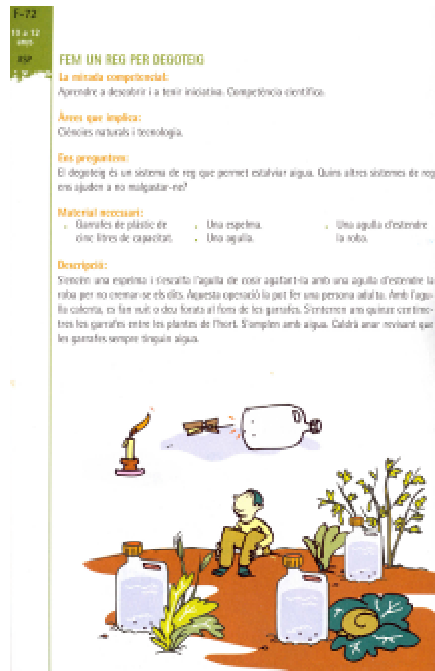 F-72
10 a 12
anys
FEM UN REG PER DEGOTEIG
La mirada competencial:
Aprendre a descobrir i a tenir iniciativa. Competència científica.
Àrees que implica:
Ciències naturals i tecnologia.
Ens preguntem:
El degoteig és un sistema de reg que permet estalviar aigua. Quins altres sistemes de reg
ens ajuden a no malgastar-ne?
Material necessari:
• Garrafes de plàstic de
cinc litres de capacitat.
• Una espelma.
• Una agulla.
• Una agulla d'estendre
la roba.
Descripció:
S'encén una espelma i s'escalfa l'agulla de cosir agafant-la amb una agulla d'estendre la
roba per no cremar-se els dits. Aquesta operació la pot fer una persona adulta. Amb l'agu-
lla calenta, es fan vuit o deu forats al fons de les garrafes. S'enterren uns quinze centíme-
tres les garrafes entre les plantes de l'hort. S'omplen amb aigua. Caldrà anar revisant que
les garrafes sempre tinguin aigua.